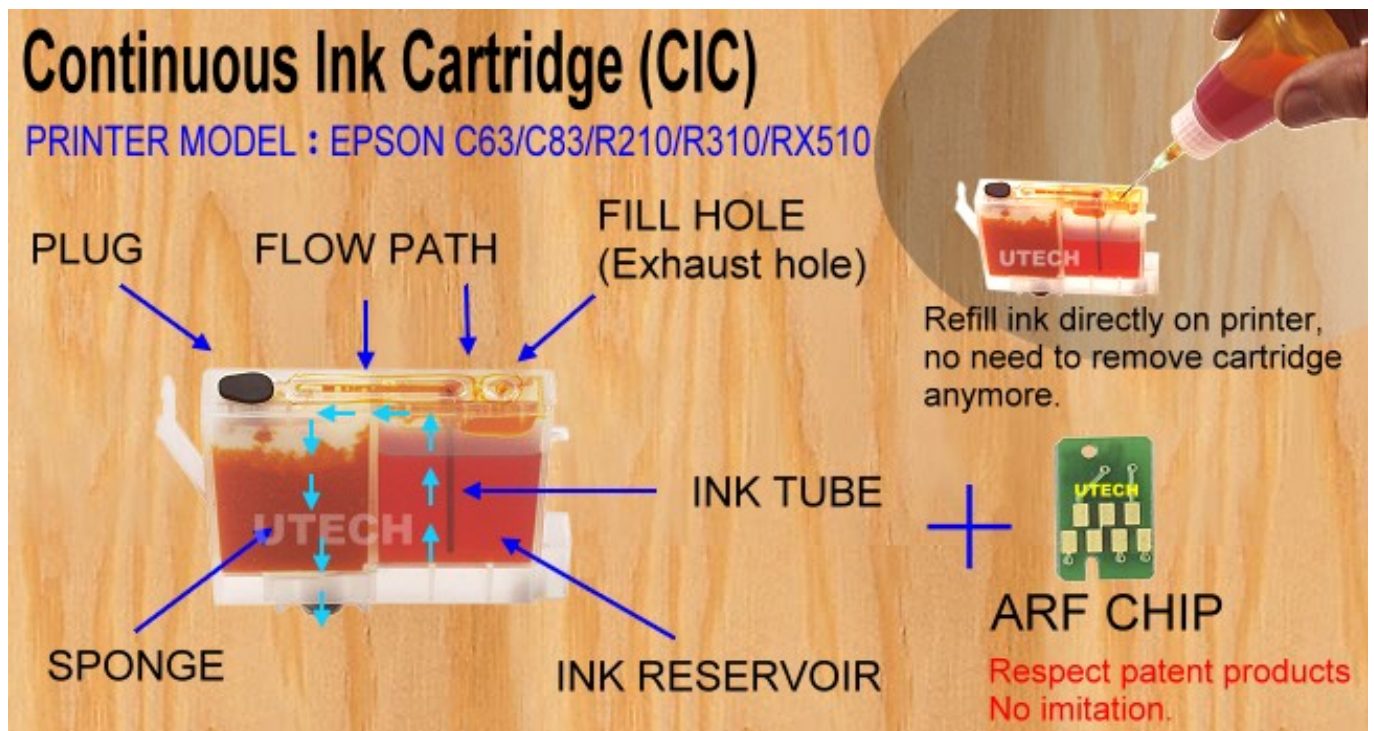 Continuous Ink Cartridge (CIC)
PRINTER MODEL : EPSON C63/C83/R210/R310/RX510
PLUG
FLOW PATH
FILL HOLE
(Exhaust hole)
UTECH
Refill ink directly on printer,
no need to remove cartridge
anymore.
INK TUBE
UTECH
UTECH
SPONGE
INK RESERVOIR
ARF CHIP
Respect patent products
No imitation.